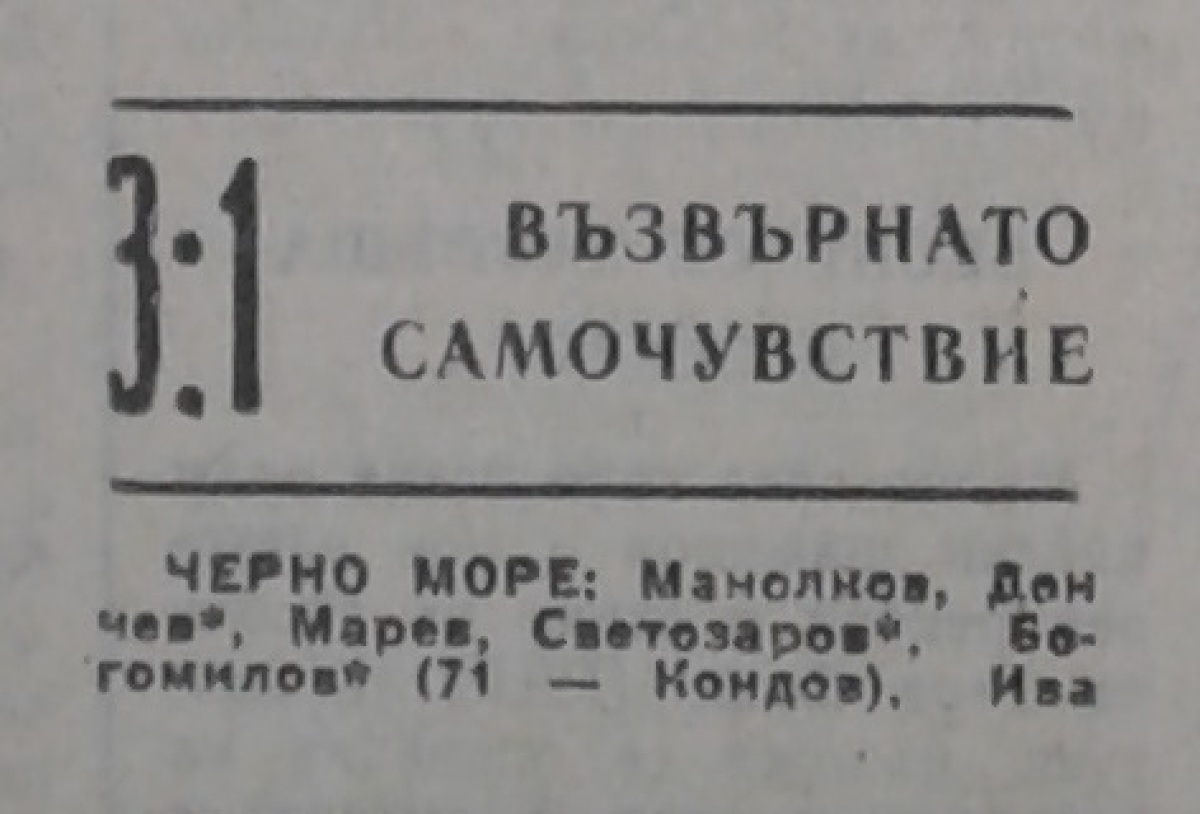 3:1
ВЪЗВЪРНАТО
САМОЧУВСТВИЕ
ЧЕРНО МОРЕ: Манолков, Дон
чев*, Марев, Светозаров*, Бо-
гомилов* (71 — Кондов), Ива